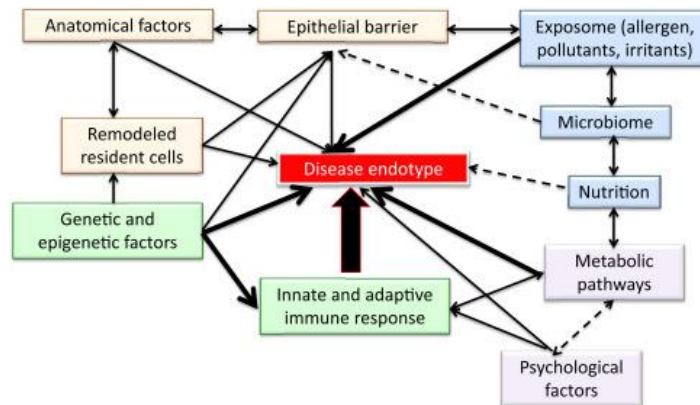 Anatomical factors
Epithelial barrier
Exposome (allergen,
pollutants, irritants)
Microbiome
Remodeled
resident cells
Disease endotype
Nutrition
Genetic and
epigenetic factors
Metabolic
pathways
Innate and adaptive
immune response
Psychological
factors